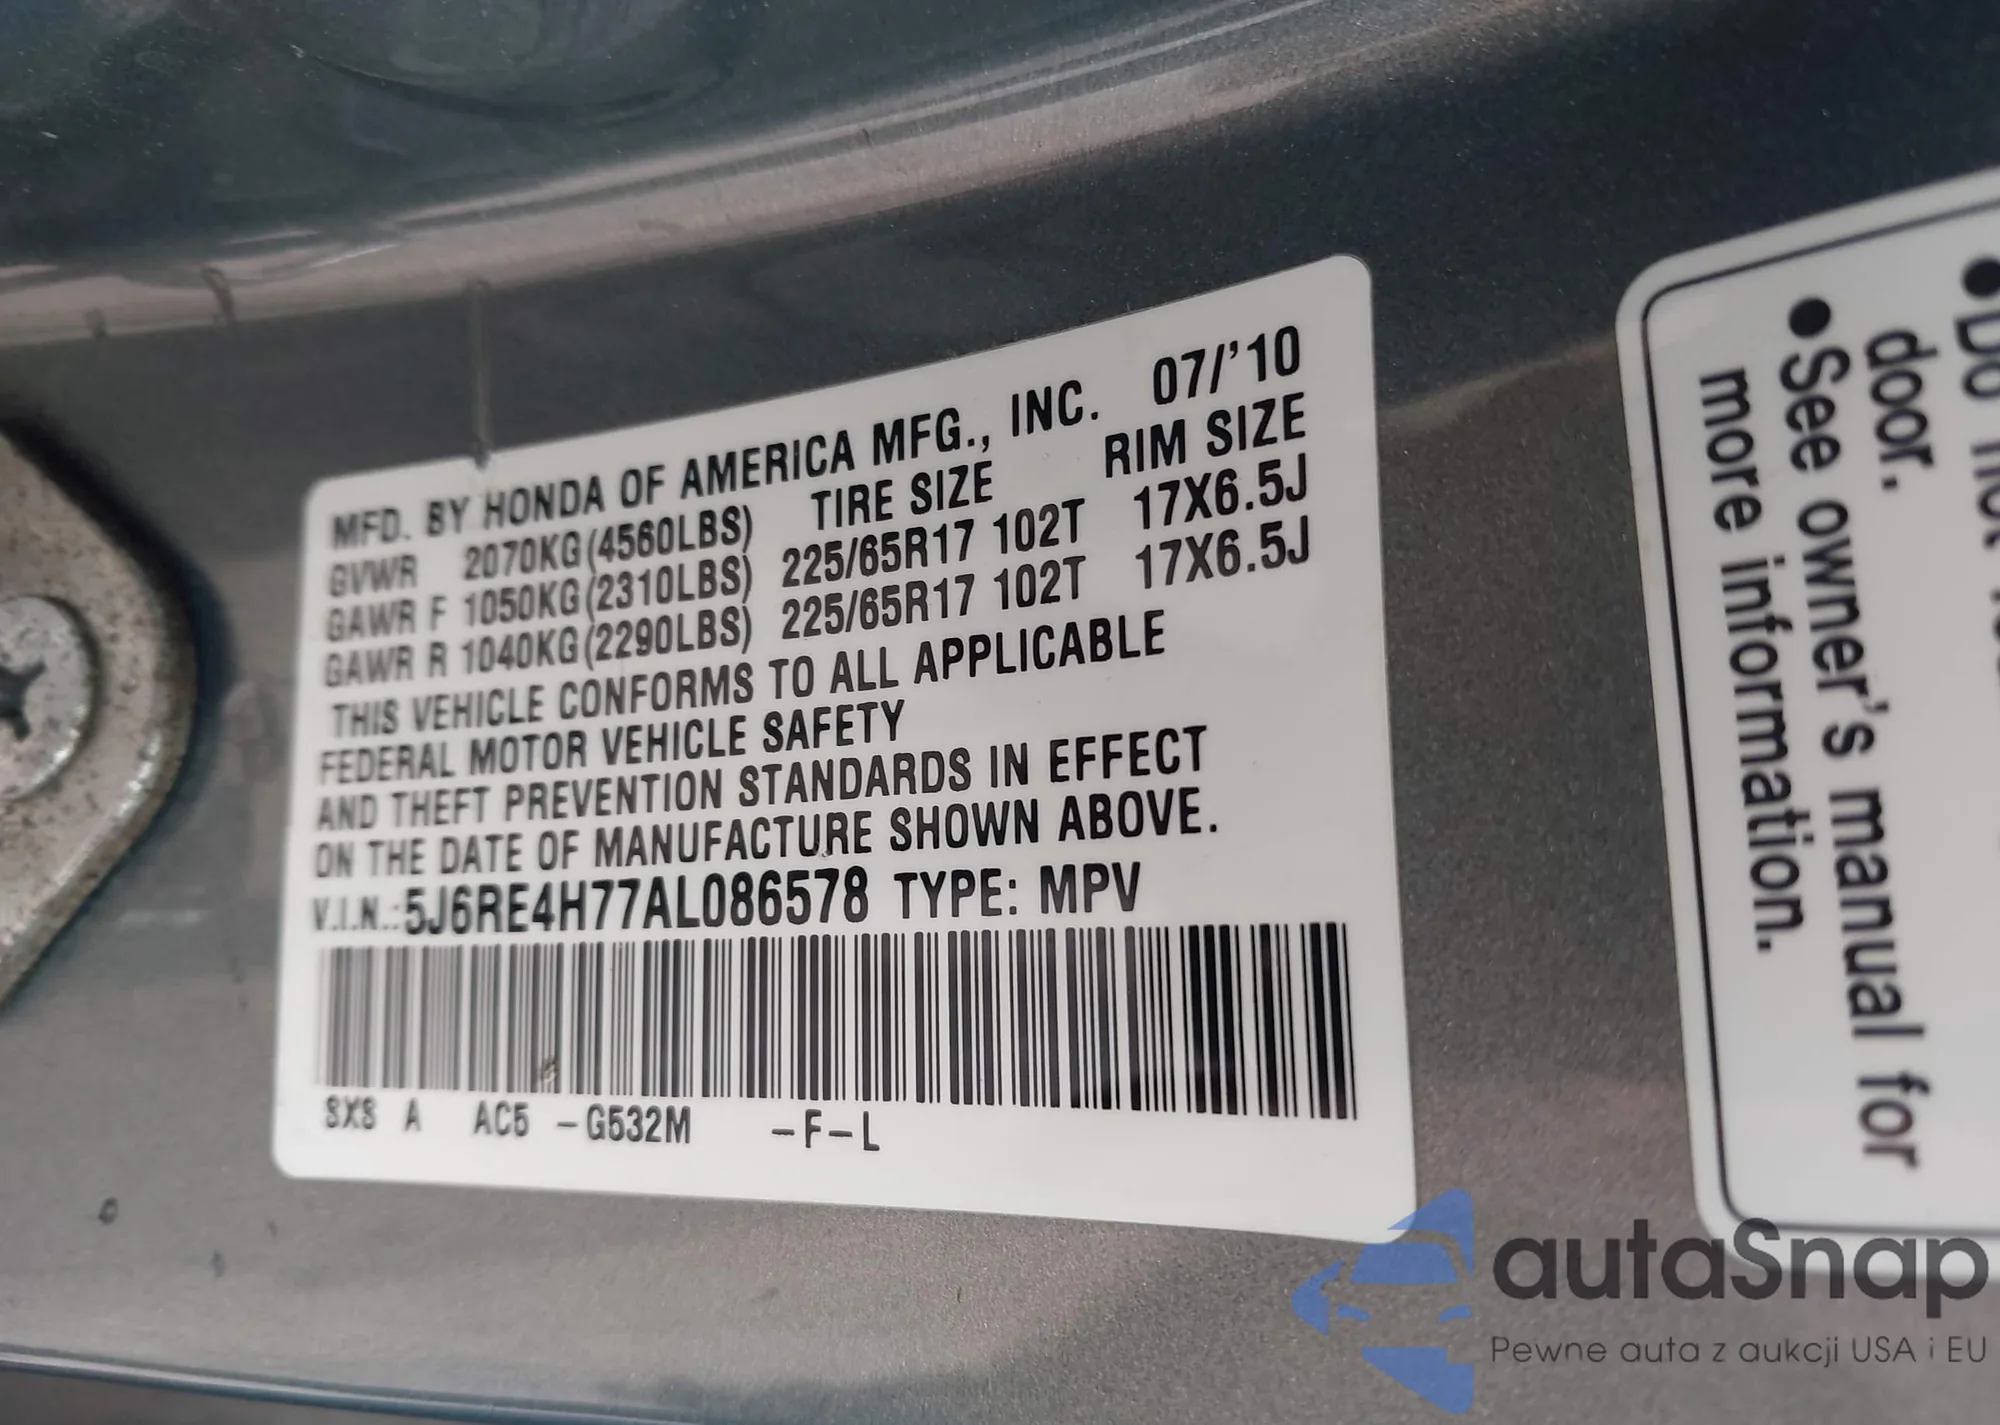 MFD. BY HONDA OF AMERICA MFG., INC. 07/'10
TIRE SIZE RIM SIZE
GVWR 2070KG(4560LBS)
GAWR F 1050KG(2310LBS) 225/65R17 102T 17X6.5J
GAWR R 1040KG(2290LBS) 225/65R17 102T 17X6.5J
THIS VEHICLE CONFORMS TO ALL APPLICABLE
FEDERAL MOTOR VEHICLE SAFETY
AND THEFT PREVENTION STANDARDS IN EFFECT
ON THE DATE OF MANUFACTURE SHOWN ABOVE.
V.I.N.:5J6RE4H77AL086578 TYPE: MPV
SXS A AC5 -G532M -F-L
●Do not
door.
●See owner's manual for
more information.
autaSnap
Pewne auta z aukcji USA i EU